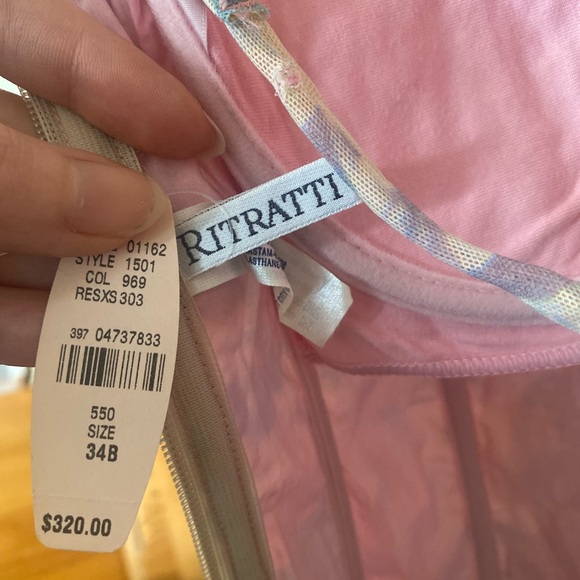 01162
STYLE 1501
COL 969
RESXS 303
397 04737833
550
SIZE
34B
$320.00
RITRATTI